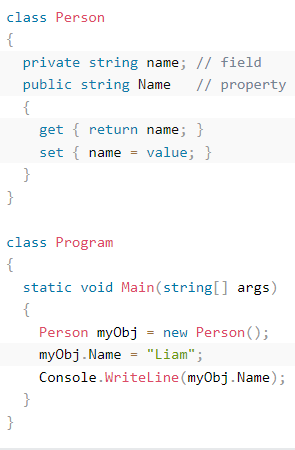 class Person
{
  private string name; // field
  public string Name   // property
  {
    get { return name; }
    set { name = value; }
  }
}

class Program
{
  static void Main(string[] args)
  {
    Person myObj = new Person();
    myObj.Name = "Liam";
    Console.WriteLine(myObj.Name);
  }
}